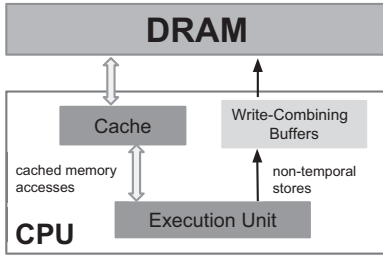 DRAM
Cache
Write-Combining
Buffers
cached memory
accesses
non-temporal
stores
Execution Unit
CPU